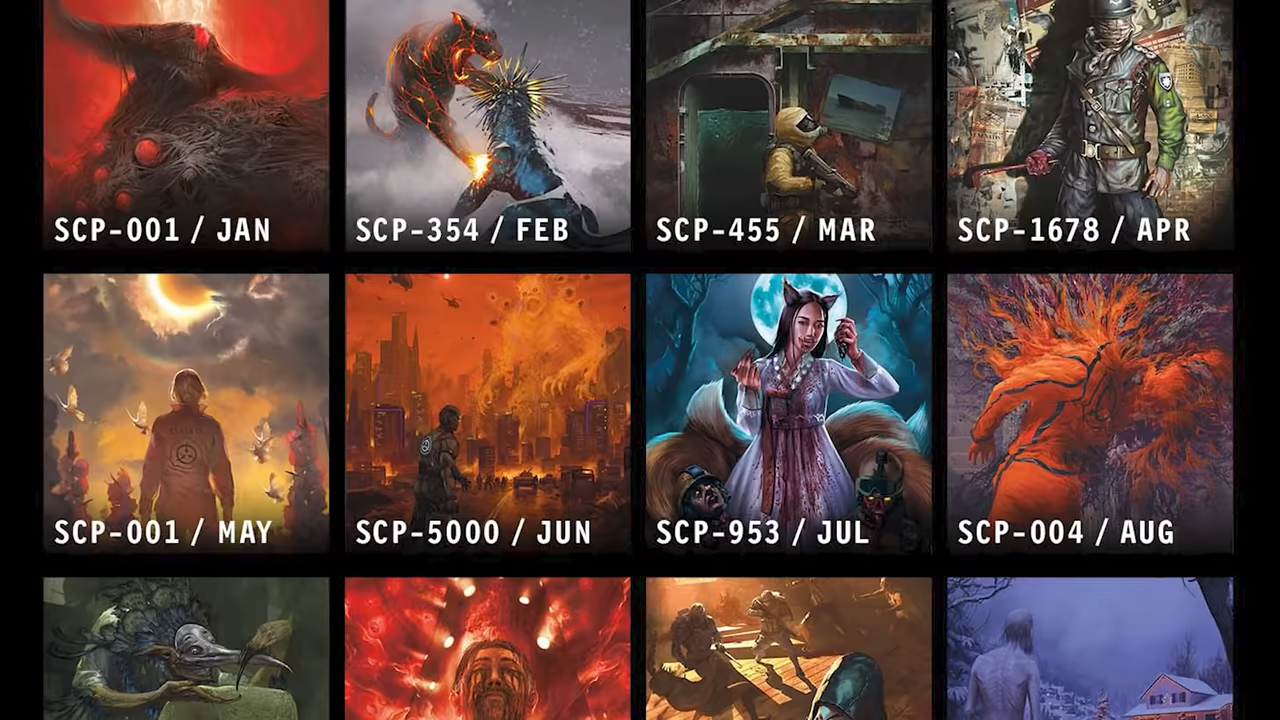 SCP-001 / JAN
SCP-354 / FEB
SCP-455 / MAR
SCP-1678 / APR
SCP-001 / MAY
SCP-5000 / JUN
SCP-953 / JUL
SCP-004 / AUG